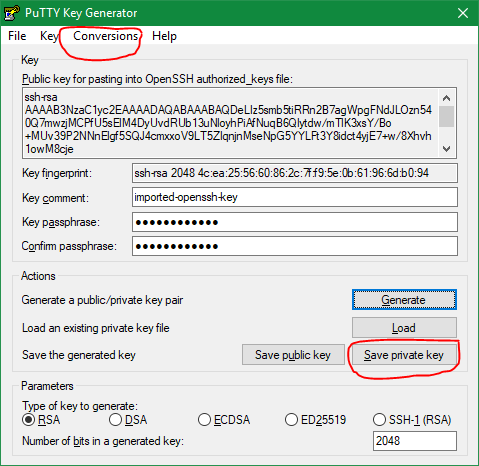 PuTTY Key Generator
File Key Conversions Help
Key
Public key for pasting into OpenSSH authorized_keys file:
ssh-rsa
AAAAB3NzaC1yc2EAAAADAQABAAABAQDeLIz5smb5tiRRn2B7agWpgFNdJLOzn54
0Q7mwzjMCPfU5sElM4DyUvdRUb13uNloyhPiAfNuqB6Qlytdw/mTlK3xsY/Bo
+MUv39P2NNnElgf5SQJ4cmxxoV9LT5ZlqnjnMseNpG5YYLFt3Y8idct4yjE7+w/8Xhvh
1owM8cje
Key fingerprint: ssh-rsa 2048 4c:ea:25:56:60:86:2c:7f:f9:5e:0b:61:96:6d:b0:94
Key comment: imported-openssh-key
Key passphrase: ●●●●●●●●●●●●
Confirm passphrase: ●●●●●●●●●●●●
Actions
Generate a public/private key pair Generate
Load an existing private key file Load
Save the generated key Save public key Save private key
Parameters
Type of key to generate:
RSA DSA ECDSA ED25519 SSH-1 (RSA)
Number of bits in a generated key: 2048